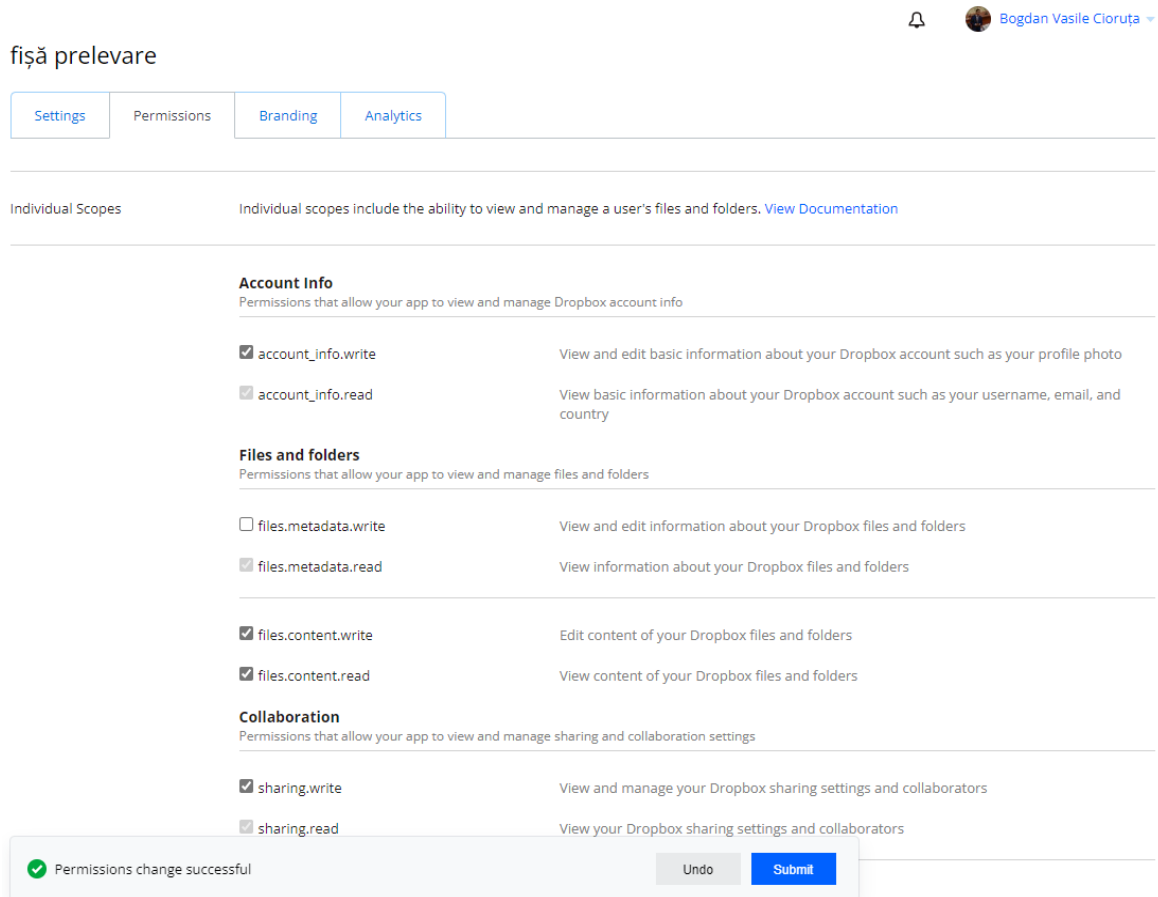 Bogdan Vasile Cioruța
fișă prelevare
Settings
Permissions
Branding
Analytics
Individual Scopes
Individual scopes include the ability to view and manage a user's files and folders. View Documentation
Account Info
Permissions that allow your app to view and manage Dropbox account info
account_info.write
View and edit basic information about your Dropbox account such as your profile photo
account_info.read
View basic information about your Dropbox account such as your username, email, and
country
Files and folders
Permissions that allow your app to view and manage files and folders
files.metadata.write
View and edit information about your Dropbox files and folders
files.metadata.read
View information about your Dropbox files and folders
files.content.write
Edit content of your Dropbox files and folders
files.content.read
View content of your Dropbox files and folders
Collaboration
Permissions that allow your app to view and manage sharing and collaboration settings
sharing.write
View and manage your Dropbox sharing settings and collaborators
sharing.read
View your Dropbox sharing settings and collaborators
Permissions change successful
Undo
Submit